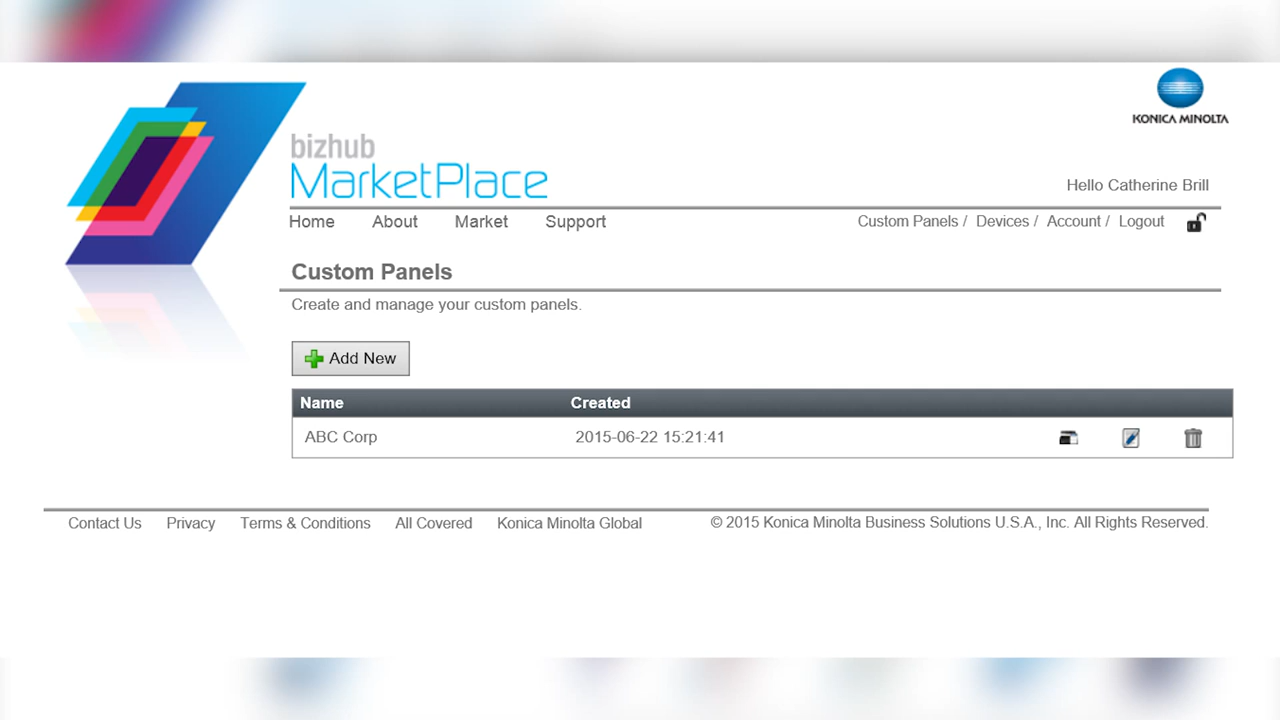 KONICA MINOLTA
bizhub
MarketPlace
Hello Catherine Brill
Home About Market Support Custom Panels / Devices / Account / Logout
Custom Panels
Create and manage your custom panels.
Add New
Name Created
ABC Corp 2015-06-22 15:21:41
Contact Us Privacy Terms & Conditions All Covered Konica Minolta Global © 2015 Konica Minolta Business Solutions U.S.A., Inc. All Rights Reserved.